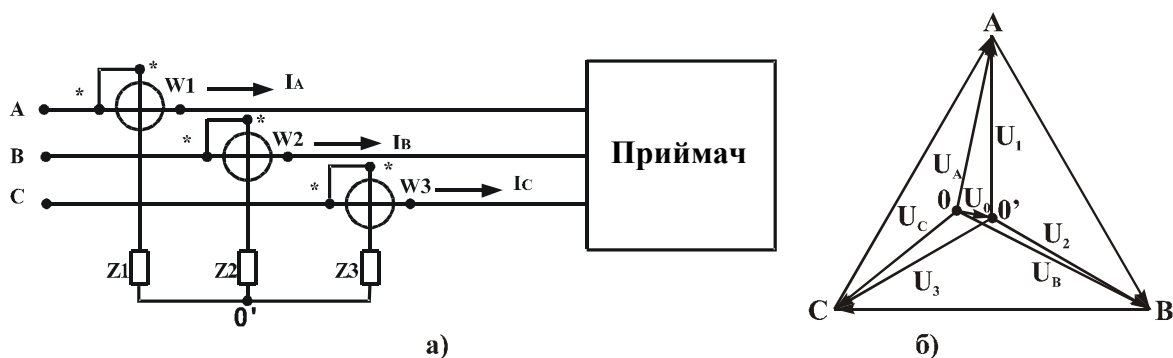 * * W1 IA
A
* * W2 IB
B
* * W3 IC
C
Приймач
Z1 Z2 Z3
0'
а)
A
U1
UA
0 U0 0'
UC
U2
UB
U3
C B
б)